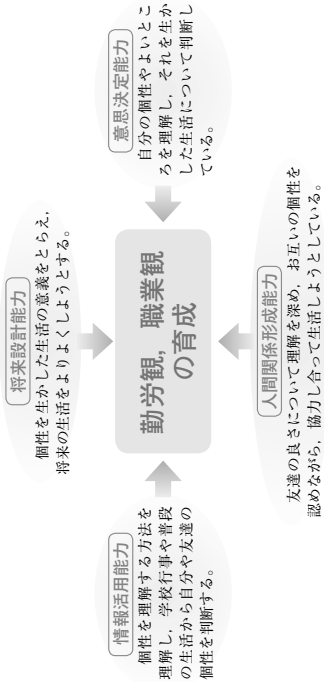 将来設計能力
個性を生かした生活の意義をとらえ，
将来の生活をよりよくしようとする。
情報活用能力
個性を理解する方法を
理解し，学校行事や普段
の生活から自分や友達の
個性を判断する。
勤労観，職業観
の育成
意思決定能力
自分の個性やよいとこ
ろを理解し，それを生か
した生活について判断し
ている。
人間関係形成能力
友達の良さについて理解を深め，お互いの個性を
認めながら，協力し合って生活しようとしている。